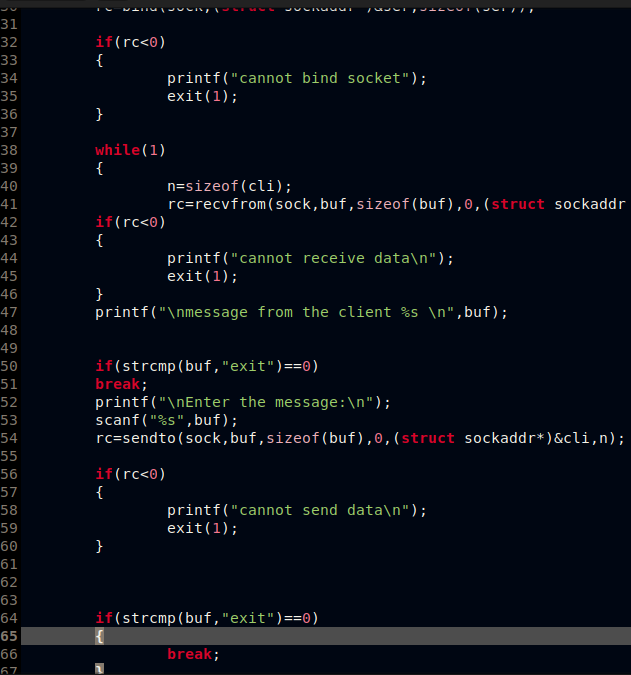 30 rc=bind(sock,(struct sockaddr*)&ser,sizeof(ser));
31
32 if(rc<0)
33 {
34 printf("cannot bind socket");
35 exit(1);
36 }
37
38 while(1)
39 {
40 n=sizeof(cli);
41 rc=recvfrom(sock,buf,sizeof(buf),0,(struct sockaddr
42 if(rc<0)
43 {
44 printf("cannot receive data\n");
45 exit(1);
46 }
47 printf("\nmessage from the client %s \n",buf);
48
49
50 if(strcmp(buf,"exit")==0)
51 break;
52 printf("\nEnter the message:\n");
53 scanf("%s",buf);
54 rc=sendto(sock,buf,sizeof(buf),0,(struct sockaddr*)&cli,n);
55
56 if(rc<0)
57 {
58 printf("cannot send data\n");
59 exit(1);
60 }
61
62
63
64 if(strcmp(buf,"exit")==0)
65 {
66 break;
67 }